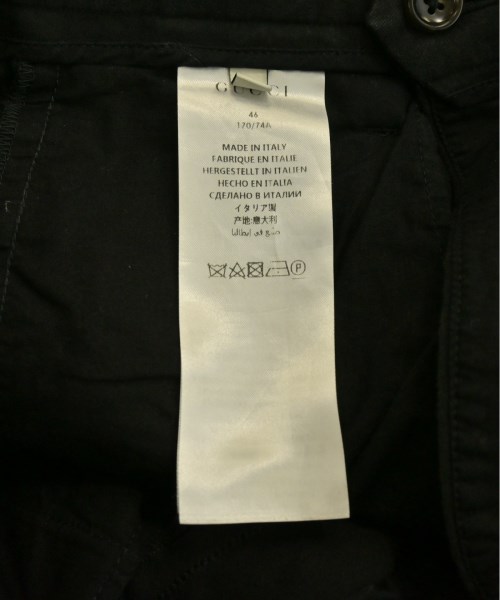 GUCCI
46
170/74A
MADE IN ITALY
FABRIQUE EN ITALIE
HERGESTELLT IN ITALIEN
HECHO EN ITALIA
СДЕЛАНО В ИТАЛИИ
イタリア製
产地:意大利
صنع في إيطاليا
P